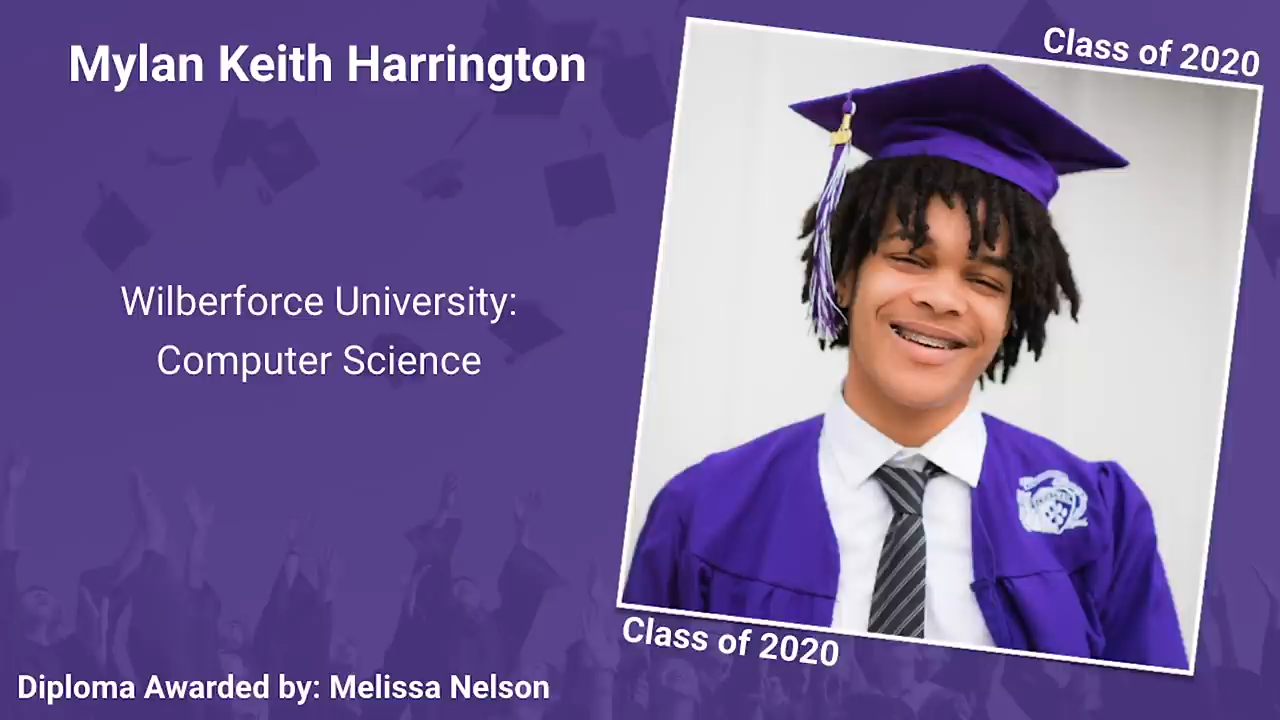 Mylan Keith Harrington
Class of 2020
Wilberforce University:
Computer Science
Class of 2020
Diploma Awarded by: Melissa Nelson